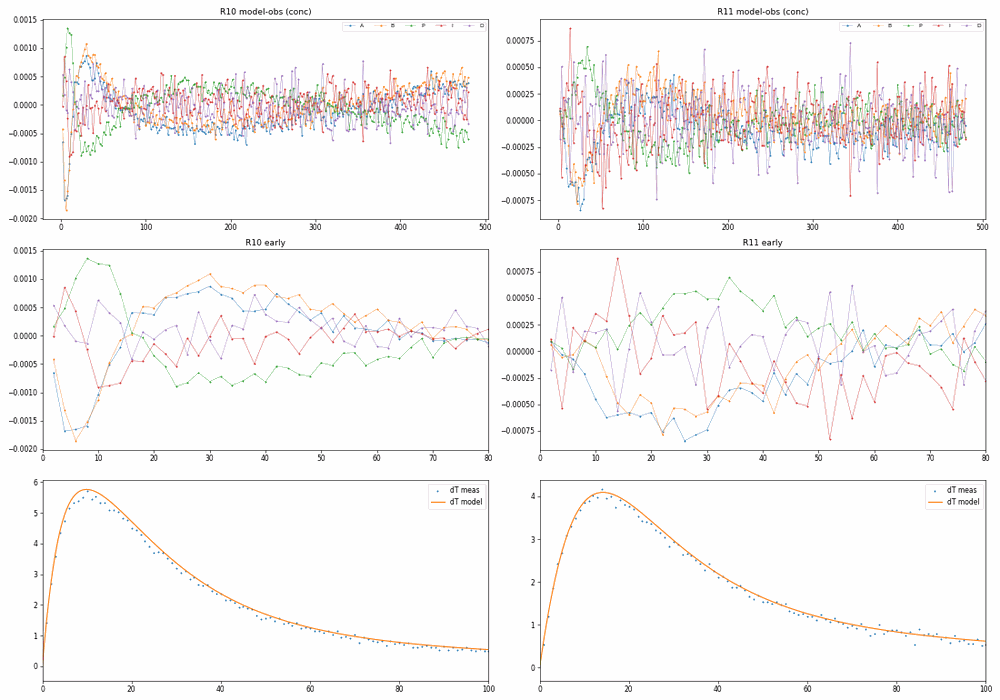 R10 model-obs (conc)
R11 model-obs (conc)
A B P I D
A B P I D
0.0015
0.0010
0.0005
0.0000
−0.0005
−0.0010
−0.0015
−0.0020
0 100 200 300 400 500
0.00075
0.00050
0.00025
0.00000
−0.00025
−0.00050
−0.00075
0 100 200 300 400 500
R10 early
R11 early
0.0015
0.0010
0.0005
0.0000
−0.0005
−0.0010
−0.0015
−0.0020
0 10 20 30 40 50 60 70 80
0.00075
0.00050
0.00025
0.00000
−0.00025
−0.00050
−0.00075
0 10 20 30 40 50 60 70 80
dT meas
dT model
6
5
4
3
2
1
0
0 20 40 60 80 100
dT meas
dT model
4
3
2
1
0
0 20 40 60 80 100